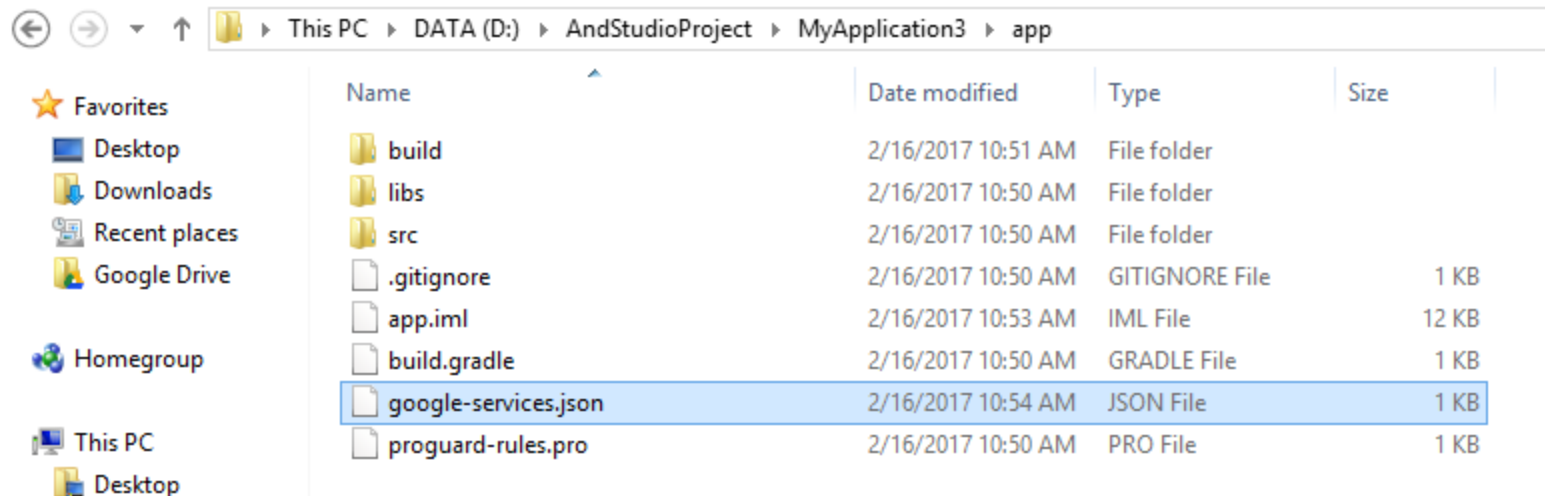 This PC DATA (D:) AndStudioProject MyApplication3 app
Favorites
Desktop
Downloads
Recent places
Google Drive
Homegroup
This PC
Desktop
Name Date modified Type Size
build 2/16/2017 10:51 AM File folder
libs 2/16/2017 10:50 AM File folder
src 2/16/2017 10:50 AM File folder
.gitignore 2/16/2017 10:50 AM GITIGNORE File 1 KB
app.iml 2/16/2017 10:53 AM IML File 12 KB
build.gradle 2/16/2017 10:50 AM GRADLE File 1 KB
google-services.json 2/16/2017 10:54 AM JSON File 1 KB
proguard-rules.pro 2/16/2017 10:50 AM PRO File 1 KB